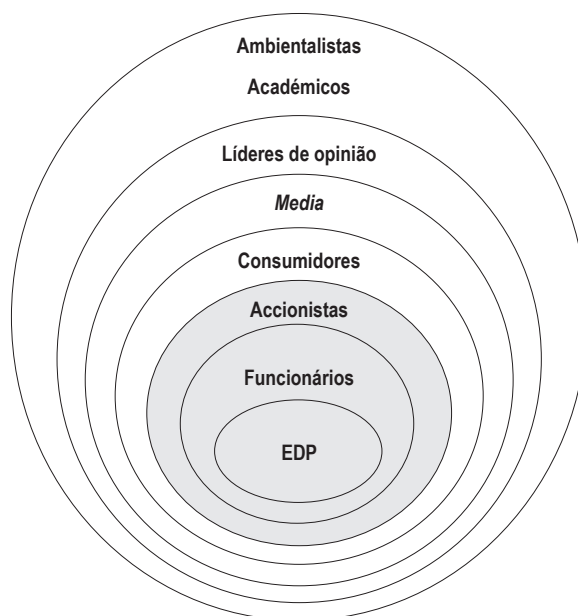 Ambientalistas
Académicos
Líderes de opinião
Media
Consumidores
Accionistas
Funcionários
EDP